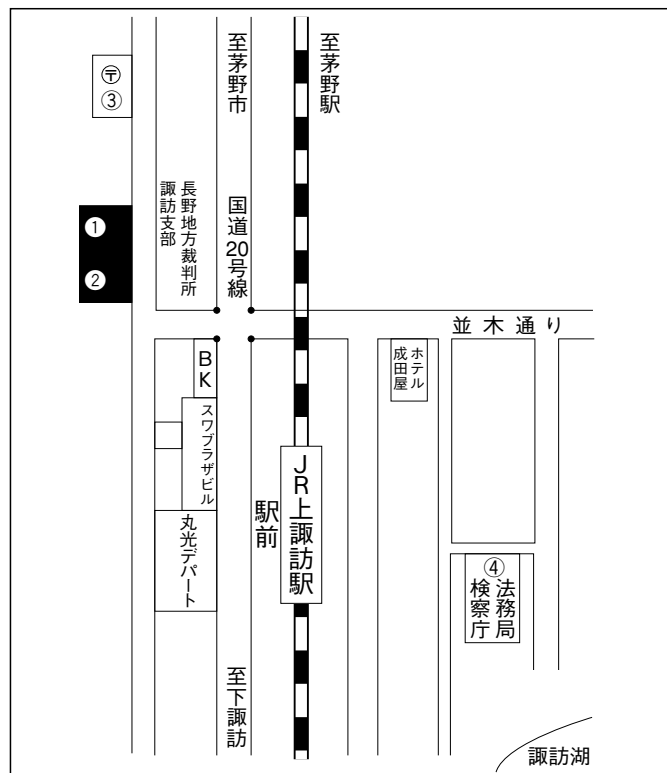 〒
③
①
②
長野地方裁判所
諏訪支部
至茅野市
国道20号線
至茅野駅
並木通り
BK
スワプラザビル
丸光デパート
駅前
JR上諏訪駅
ホテル
成田屋
④
法務局
検察庁
至下諏訪
諏訪湖